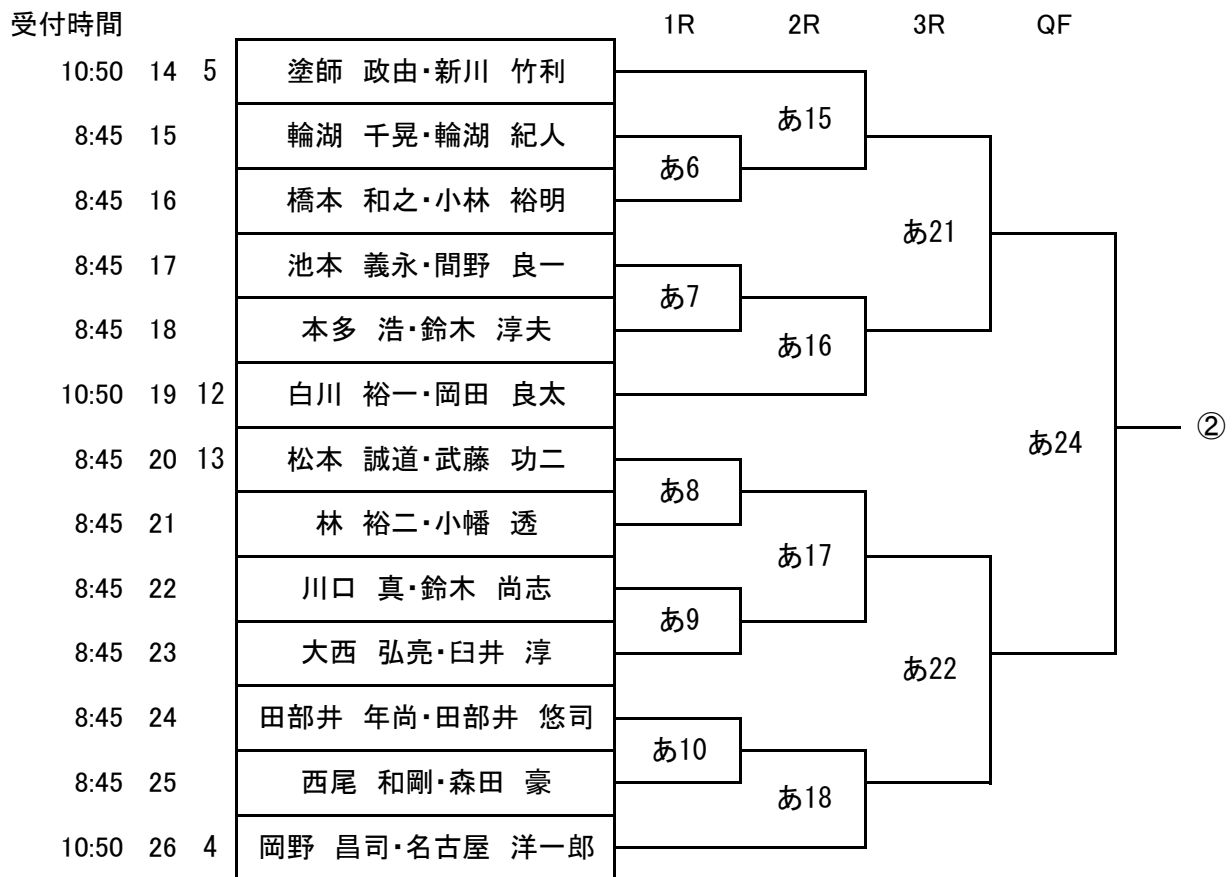 受付時間 1R 2R 3R QF
10:50 14 5 塗師 政由・新川 竹利
あ15
8:45 15 輪湖 千晃・輪湖 紀人
あ6
8:45 16 橋本 和之・小林 裕明
あ21
8:45 17 池本 義永・間野 良一
あ7
8:45 18 本多 浩・鈴木 淳夫
あ16
10:50 19 12 白川 裕一・岡田 良太
あ24 ②
8:45 20 13 松本 誠道・武藤 功二
あ8
8:45 21 林 裕二・小幡 透
あ17
8:45 22 川口 真・鈴木 尚志
あ9
8:45 23 大西 弘亮・臼井 淳
あ22
8:45 24 田部井 年尚・田部井 悠司
あ10
8:45 25 西尾 和剛・森田 豪
あ18
10:50 26 4 岡野 昌司・名古屋 洋一郎